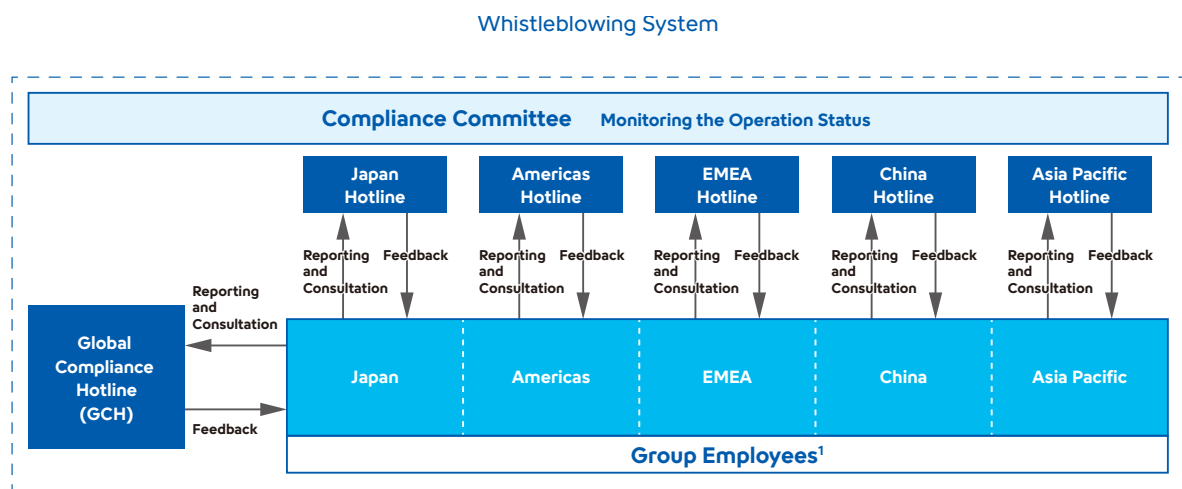 Whistleblowing System
Compliance Committee Monitoring the Operation Status
Japan
Hotline
Americas
Hotline
EMEA
Hotline
China
Hotline
Asia Pacific
Hotline
Reporting
and
Consultation
Feedback
Reporting
and
Consultation
Feedback
Reporting
and
Consultation
Feedback
Reporting
and
Consultation
Feedback
Reporting
and
Consultation
Feedback
Reporting
and
Consultation
Global
Compliance
Hotline
(GCH)
Feedback
Japan
Americas
EMEA
China
Asia Pacific
Group Employees¹